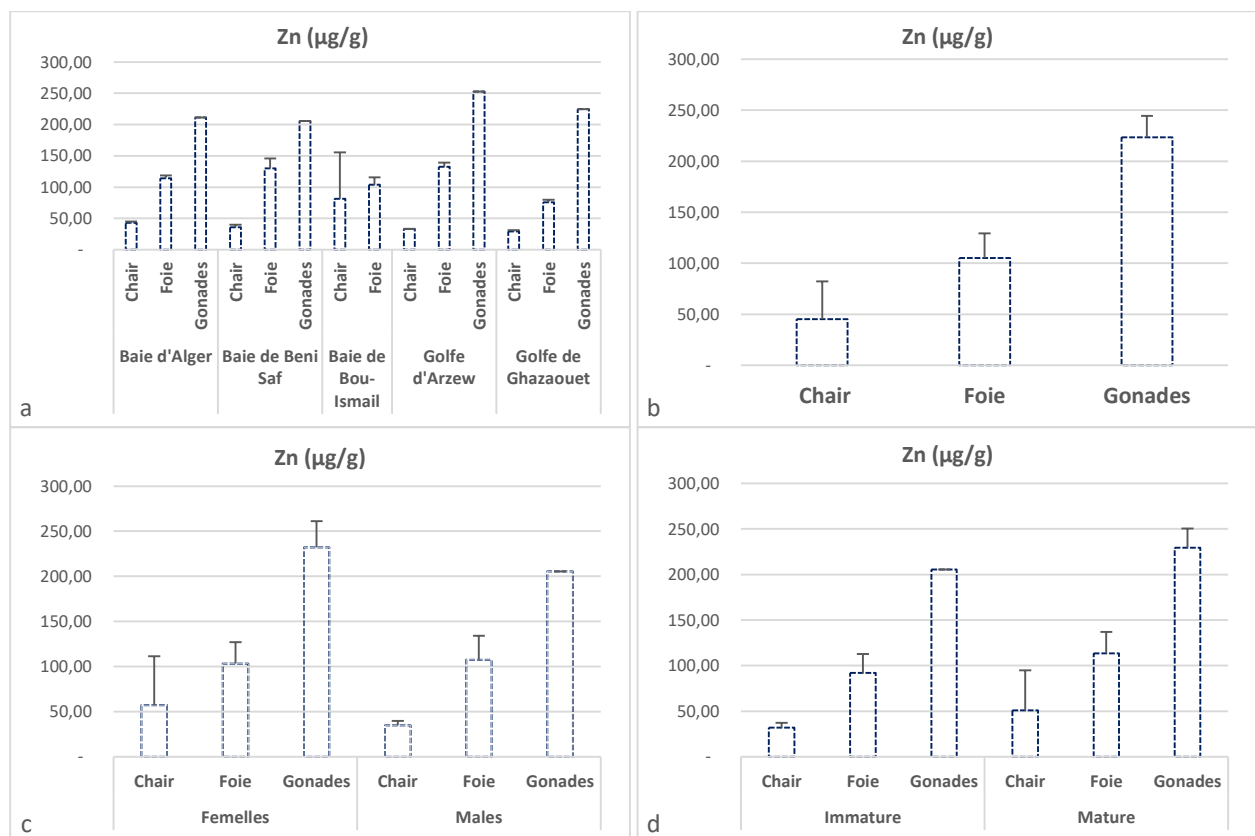 Zn (µg/g)
300,00
250,00
200,00
150,00
100,00
50,00
-
Chair
Foie
Gonades
Chair
Foie
Gonades
Chair
Foie
Chair
Foie
Gonades
Chair
Foie
Gonades
Baie d'Alger
Baie de Beni
Saf
Baie de
Bou-
Ismail
Golfe
d'Arzew
Golfe de
Ghazaouet
a
Zn (µg/g)
300,00
250,00
200,00
150,00
100,00
50,00
-
Chair Foie Gonades
b
Zn (µg/g)
300,00
250,00
200,00
150,00
100,00
50,00
-
Chair Foie Gonades Chair Foie Gonades
Femelles Males
c
Zn (µg/g)
300,00
250,00
200,00
150,00
100,00
50,00
-
Chair Foie Gonades Chair Foie Gonades
Immature Mature
d